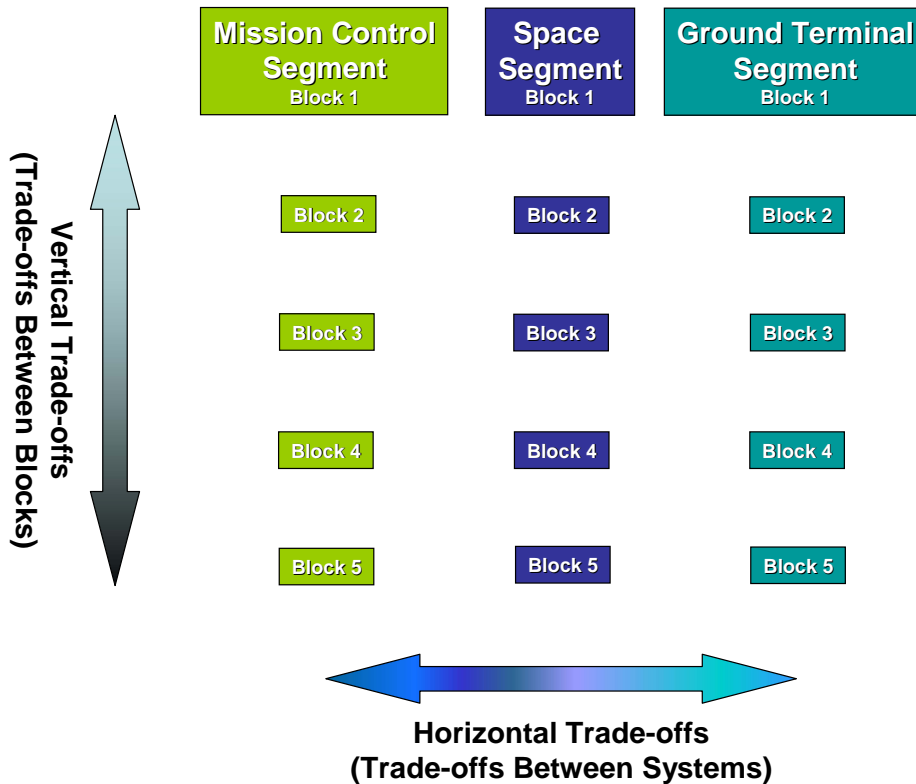 Mission Control
Segment
Block 1
Space
Segment
Block 1
Ground Terminal
Segment
Block 1
Vertical Trade-offs
(Trade-offs Between Blocks)
Block 2
Block 2
Block 2
Block 3
Block 3
Block 3
Block 4
Block 4
Block 4
Block 5
Block 5
Block 5
Horizontal Trade-offs
(Trade-offs Between Systems)